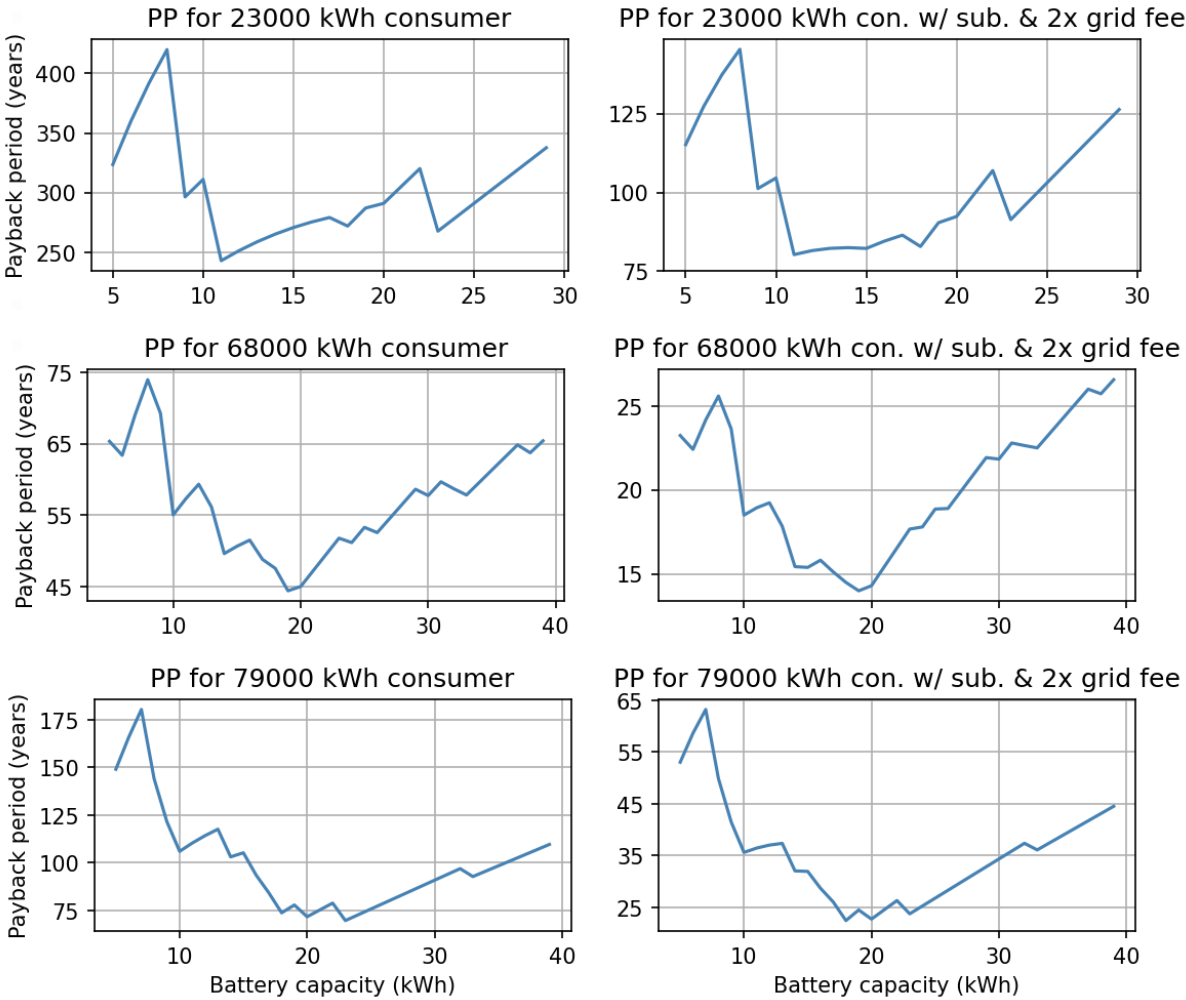 PP for 23000 kWh consumer
Payback period (years)
400
350
300
250
5 10 15 20 25 30
PP for 23000 kWh con. w/ sub. & 2x grid fee
125
100
75
5 10 15 20 25 30
PP for 68000 kWh consumer
Payback period (years)
75
65
55
45
10 20 30 40
PP for 68000 kWh con. w/ sub. & 2x grid fee
25
20
15
10 20 30 40
PP for 79000 kWh consumer
Payback period (years)
175
150
125
100
75
10 20 30 40
Battery capacity (kWh)
PP for 79000 kWh con. w/ sub. & 2x grid fee
65
55
45
35
25
10 20 30 40
Battery capacity (kWh)